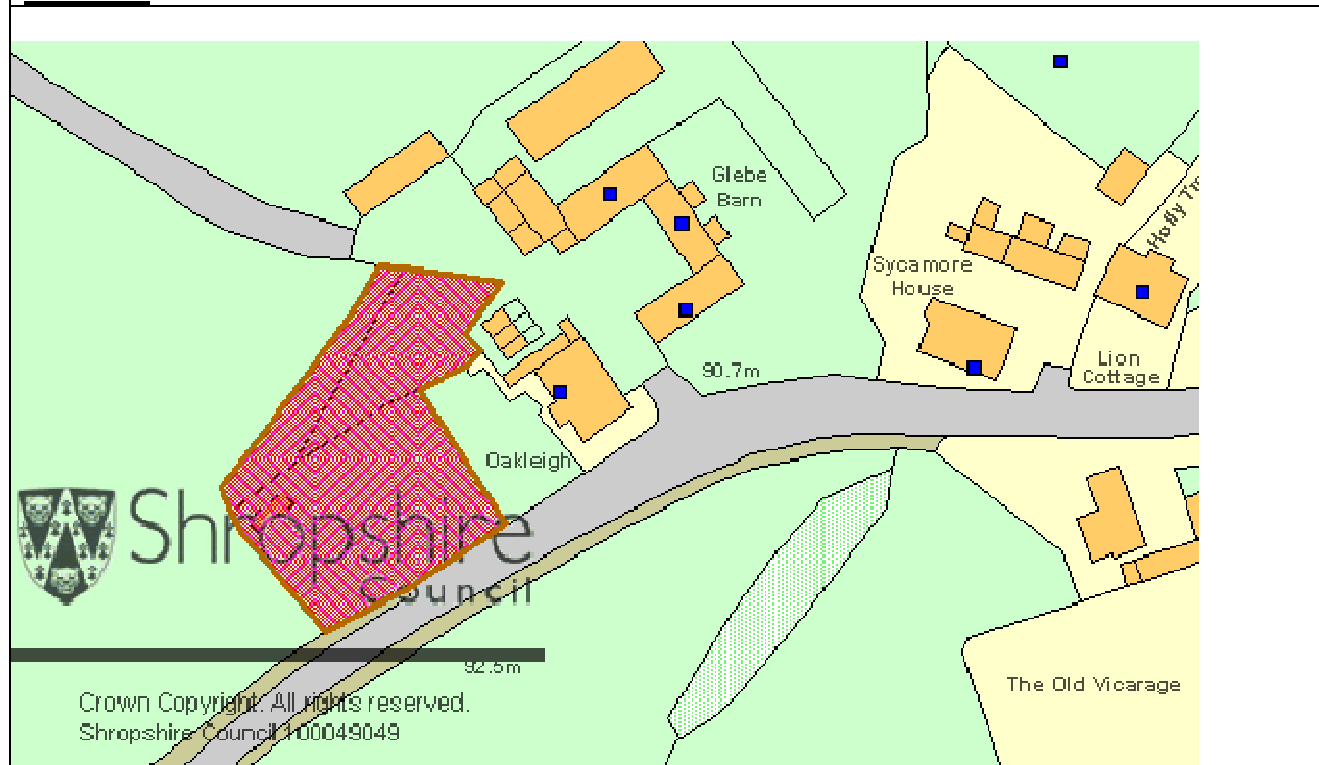 Glebe
Barn
Sycamore
House
Lion
Cottage
90.7m
Oakleigh
Shropshire
Council
92.5m
Crown Copyright. All rights reserved.
Shropshire Council 100049049
The Old Vicarage
Holly